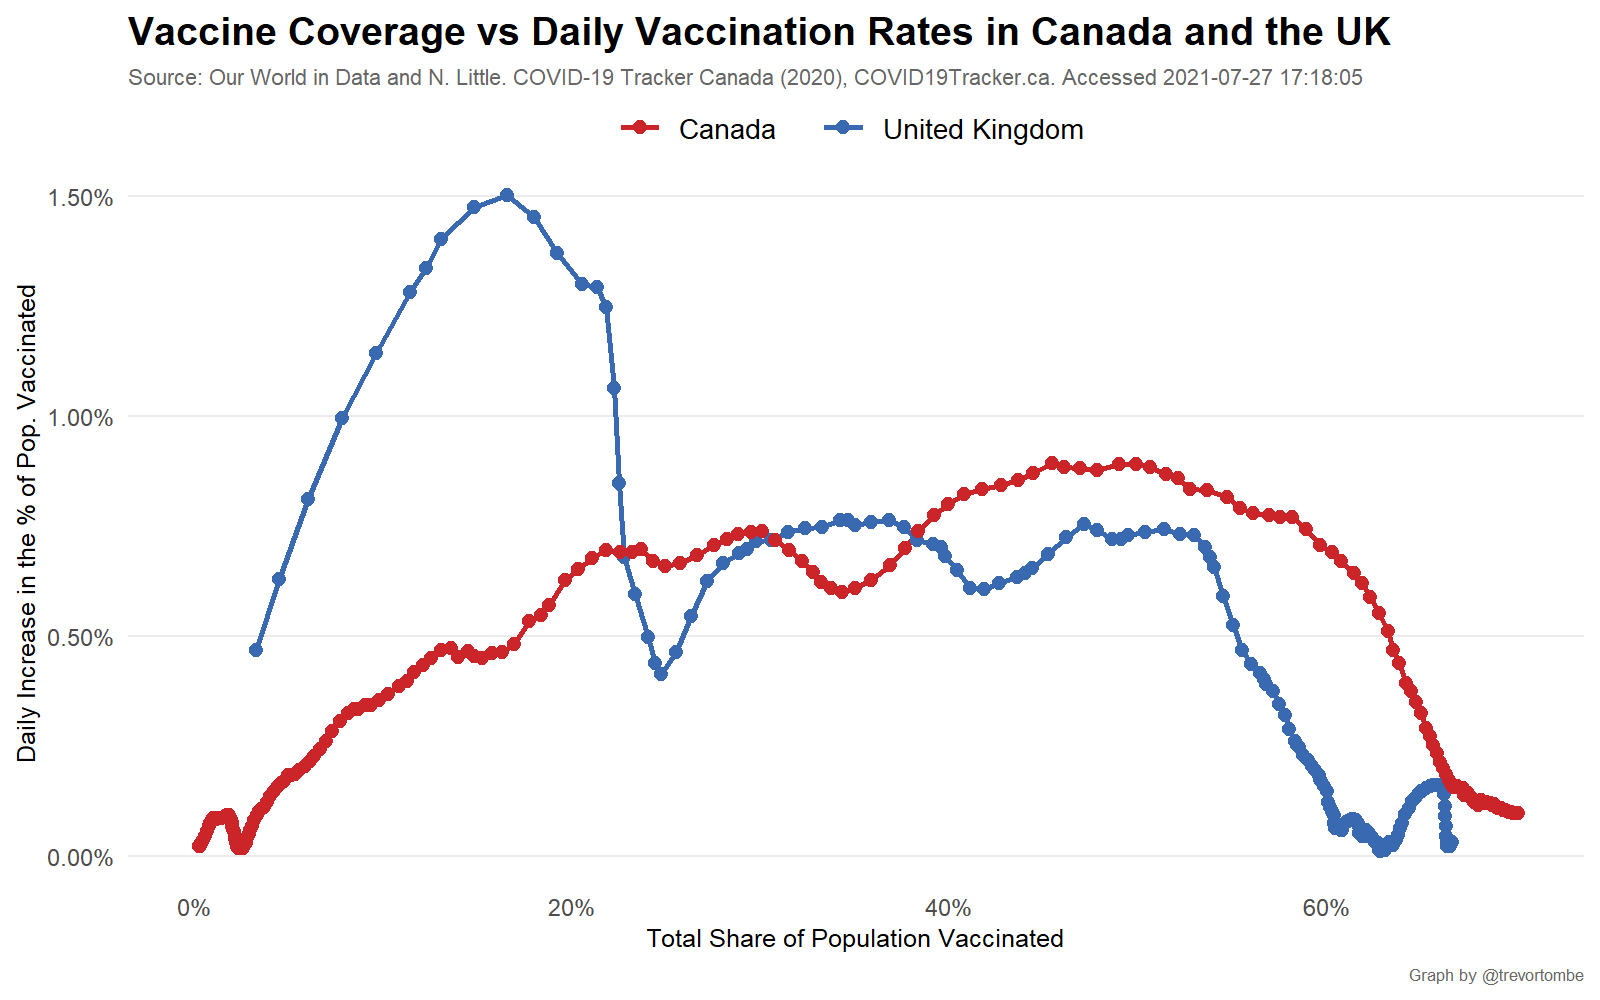 Vaccine Coverage vs Daily Vaccination Rates in Canada and the UK
Source: Our World in Data and N. Little. COVID-19 Tracker Canada (2020), COVID19Tracker.ca. Accessed 2021-07-27 17:18:05
Canada
United Kingdom
Daily Increase in the % of Pop. Vaccinated
1.50%
1.00%
0.50%
0.00%
0%
20%
40%
60%
Total Share of Population Vaccinated
Graph by @trevortombe